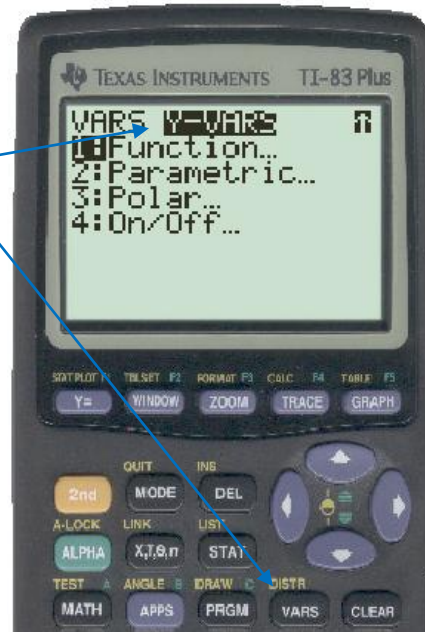 TEXAS INSTRUMENTS TI-83 Plus
VARS Y-VARS
1:Function…
2:Parametric…
3:Polar…
4:On/Off…
STAT PLOT F1 TBLSET F2 FORMAT F3 CALC F4 TABLE F5
Y= WINDOW ZOOM TRACE GRAPH
QUIT INS
2nd MODE DEL
A-LOCK LINK LIST
ALPHA X,T,θ,n STAT
TEST A ANGLE B DRAW C DISTR
MATH APPS PRGM VARS CLEAR